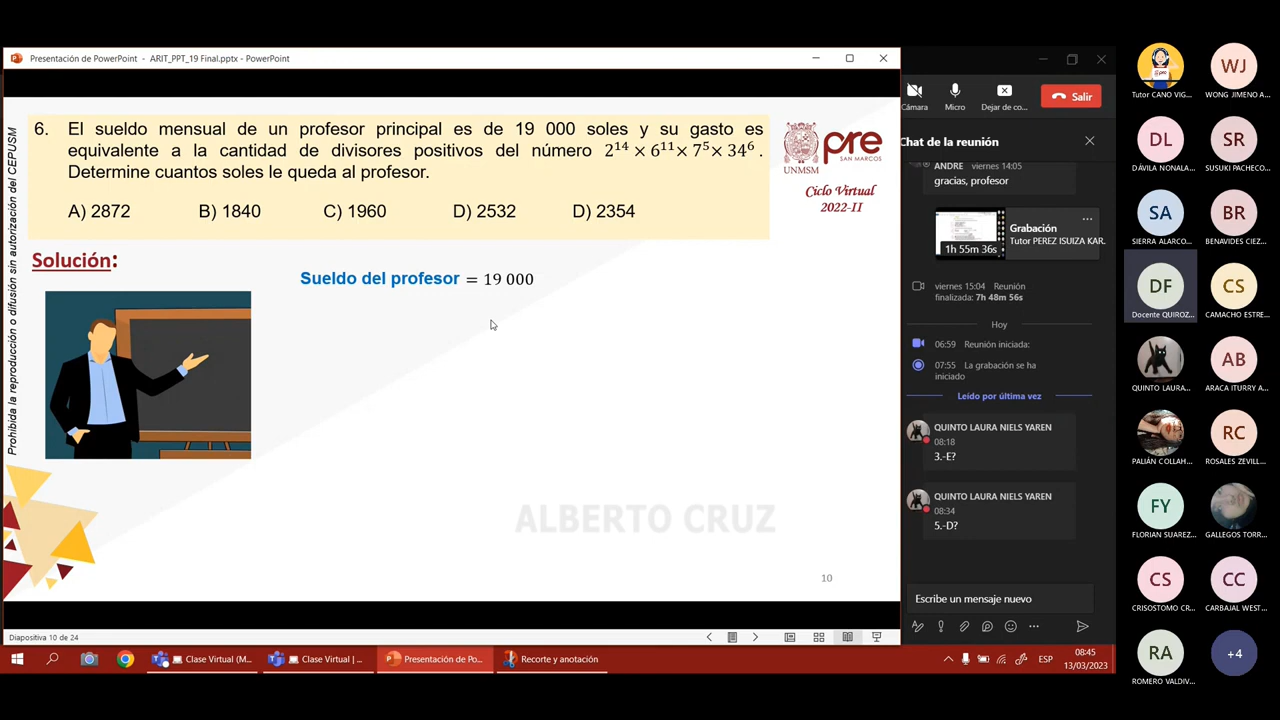 Presentación de PowerPoint - ARIT_PPT_19 Final.pptx - PowerPoint
6. El sueldo mensual de un profesor principal es de 19 000 soles y su gasto es
equivalente a la cantidad de divisores positivos del número 2¹⁴ × 6¹¹ × 7⁵ × 34⁶ .
Determine cuantos soles le queda al profesor.
A) 2872 B) 1840 C) 1960 D) 2532 D) 2354
UNMSM
pre
SAN MARCOS
Ciclo Virtual
2022-II
Prohibida la reproducción o difusión sin autorización del CEPUSM
Solución:
Sueldo del profesor = 19 000
ALBERTO CRUZ
10
Diapositiva 10 de 24
Cámara
Micro
Dejar de co...
Salir
Chat de la reunión
ANDRE viernes 14:05
gracias, profesor
Grabación
Tutor PEREZ ISUIZA KAR.
1h 55m 36s
viernes 15:04 Reunión
finalizada: 7h 48m 56s
Hoy
06:59 Reunión iniciada:
07:55 La grabación se ha
iniciado
Leído por última vez
QUINTO LAURA NIELS YAREN
08:18
3.-E?
QUINTO LAURA NIELS YAREN
08:34
5.-D?
Escribe un mensaje nuevo
Tutor CANO VIG...
WJ
WONG JIMENO A...
DL
DÁVILA NONALA...
SR
SUSUKI PACHECO...
SA
SIERRA ALARCO...
BR
BENAVIDES CIEZ...
DF
Docente QUIROZ...
CS
CAMACHO ESTRE...
QUINTO LAURA...
AB
ARACA ITURRY A...
PALIÁN COLLAH...
RC
ROSALES ZEVILL...
FY
FLORIAN SUAREZ...
GALLEGOS TORR...
CS
CRISOSTOMO CR...
CC
CARBAJAL WEST...
RA
ROMERO VALDIV...
+4
Clase Virtual (M...
Clase Virtual | ...
Presentación de Po...
Recorte y anotación
ESP
08:45
13/03/2023